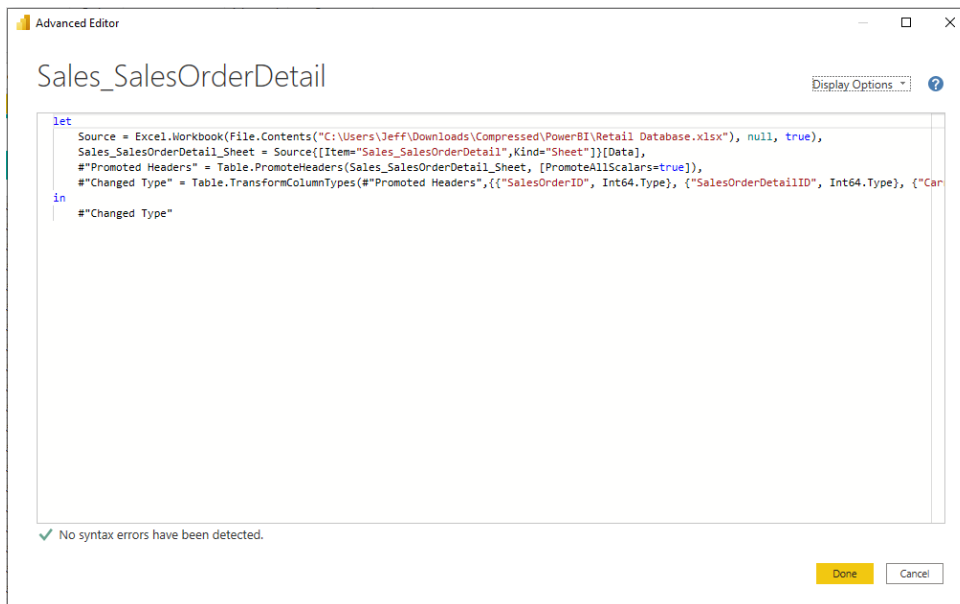 Advanced Editor
Sales_SalesOrderDetail
Display Options
?
let
Source = Excel.Workbook(File.Contents("C:\Users\Jeff\Downloads\Compressed\PowerBI\Retail Database.xlsx"), null, true),
Sales_SalesOrderDetail_Sheet = Source{[Item="Sales_SalesOrderDetail",Kind="Sheet"]}[Data],
#"Promoted Headers" = Table.PromoteHeaders(Sales_SalesOrderDetail_Sheet, [PromoteAllScalars=true]),
#"Changed Type" = Table.TransformColumnTypes(#"Promoted Headers",{{"SalesOrderID", Int64.Type}, {"SalesOrderDetailID", Int64.Type}, {"Car
in
#"Changed Type"
No syntax errors have been detected.
Done
Cancel